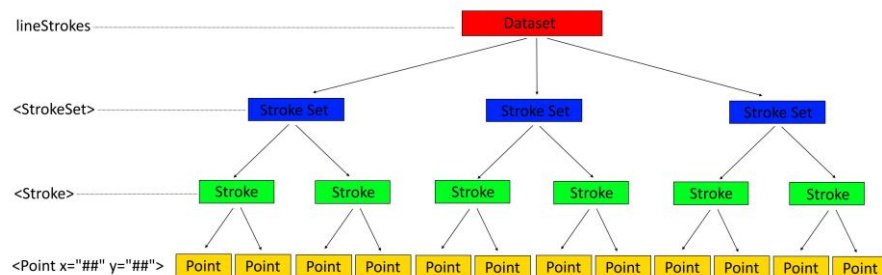 lineStrokes Dataset
<StrokeSet> Stroke Set Stroke Set Stroke Set
<Stroke> Stroke Stroke Stroke Stroke Stroke Stroke
<Point x="##" y="##"> Point Point Point Point Point Point Point Point Point Point Point Point